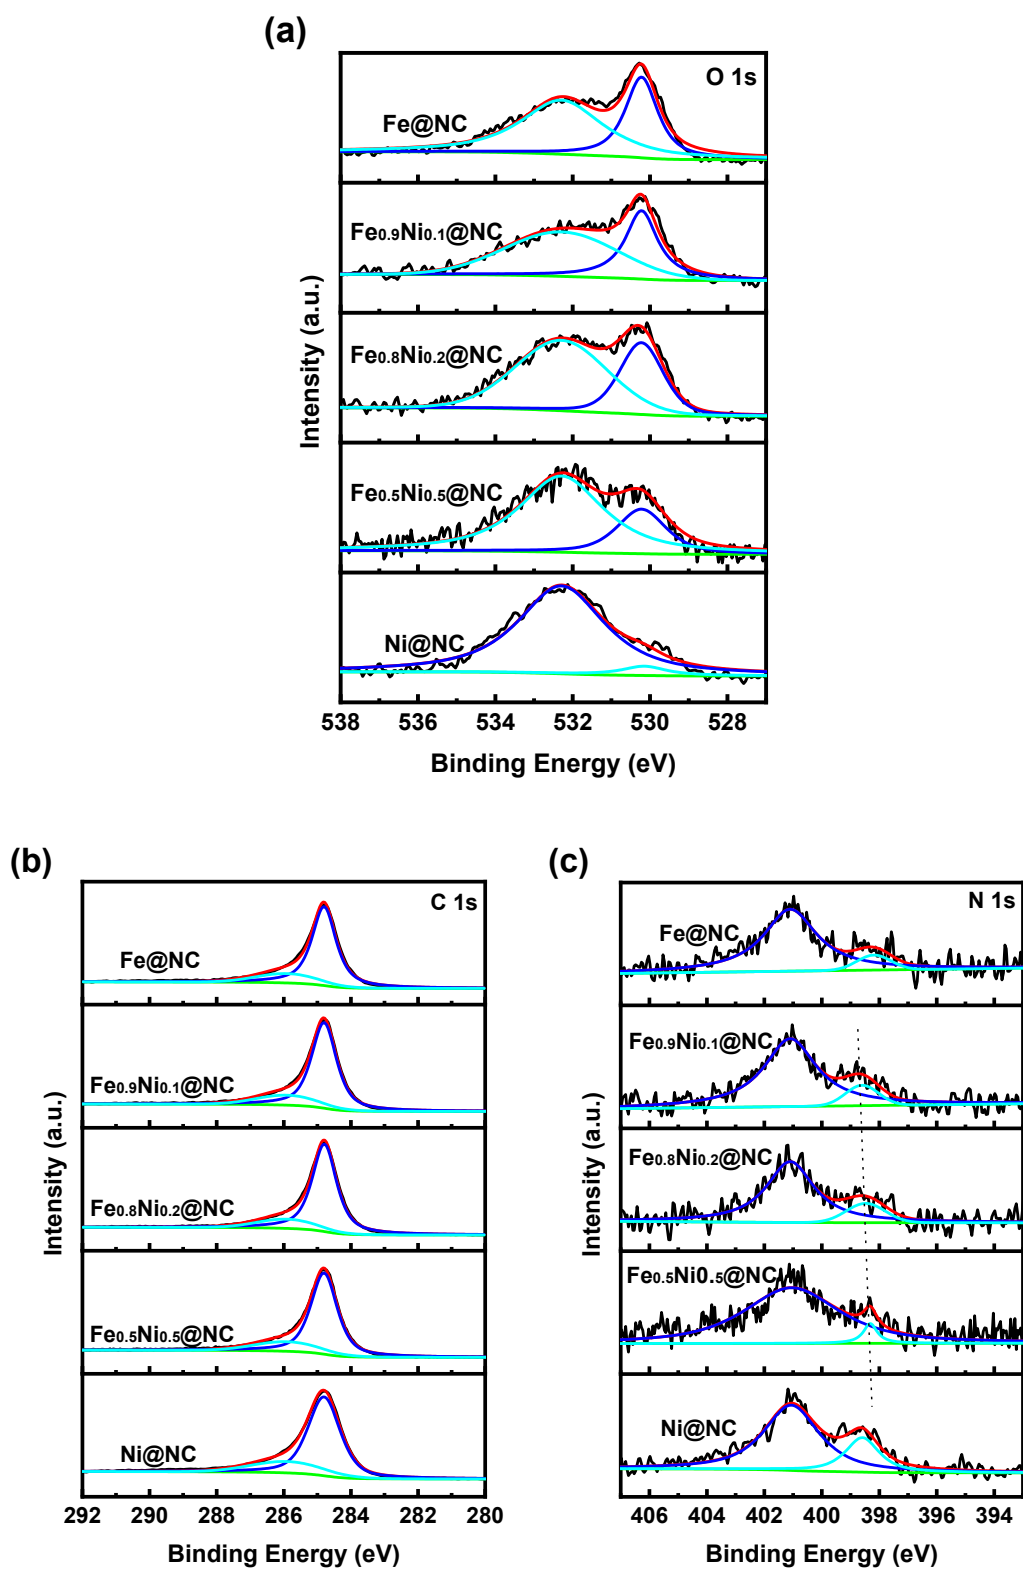 (a)
O 1s
Fe@NC
Fe0.9Ni0.1@NC
Fe0.8Ni0.2@NC
Fe0.5Ni0.5@NC
Ni@NC
Intensity (a.u.)
538 536 534 532 530 528
Binding Energy (eV)
(b)
C 1s
Fe@NC
Fe0.9Ni0.1@NC
Fe0.8Ni0.2@NC
Fe0.5Ni0.5@NC
Ni@NC
Intensity (a.u.)
292 290 288 286 284 282 280
Binding Energy (eV)
(c)
N 1s
Fe@NC
Fe0.9Ni0.1@NC
Fe0.8Ni0.2@NC
Fe0.5Ni0.5@NC
Ni@NC
Intensity (a.u.)
406 404 402 400 398 396 394
Binding Energy (eV)